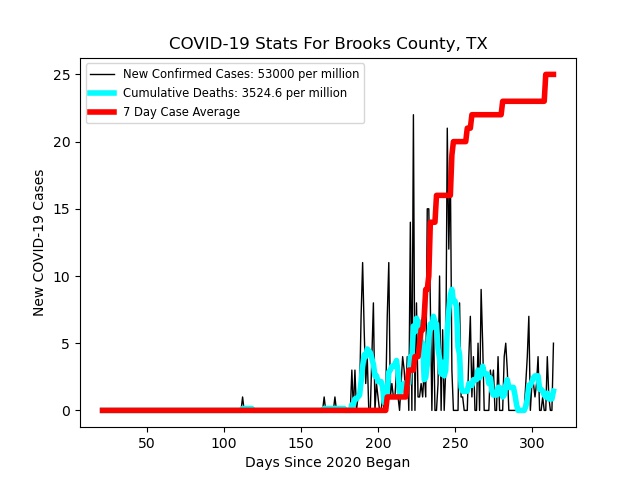 COVID-19 Stats For Brooks County, TX
New Confirmed Cases: 53000 per million
Cumulative Deaths: 3524.6 per million
7 Day Case Average
New COVID-19 Cases
25
20
15
10
5
0
50 100 150 200 250 300
Days Since 2020 Began